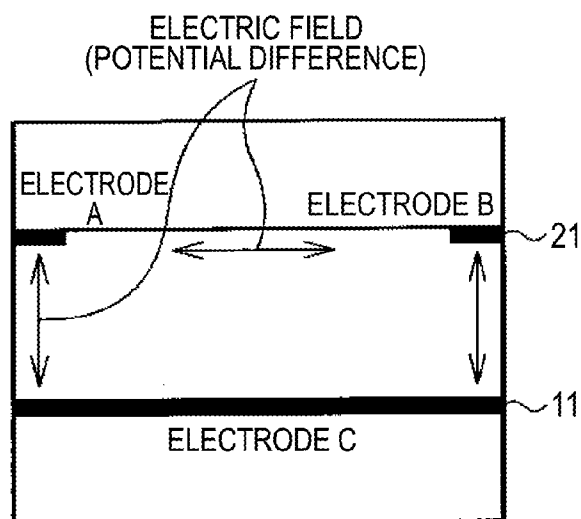 ELECTRIC FIELD
(POTENTIAL DIFFERENCE)
ELECTRODE
A
ELECTRODE B
21
11
ELECTRODE C